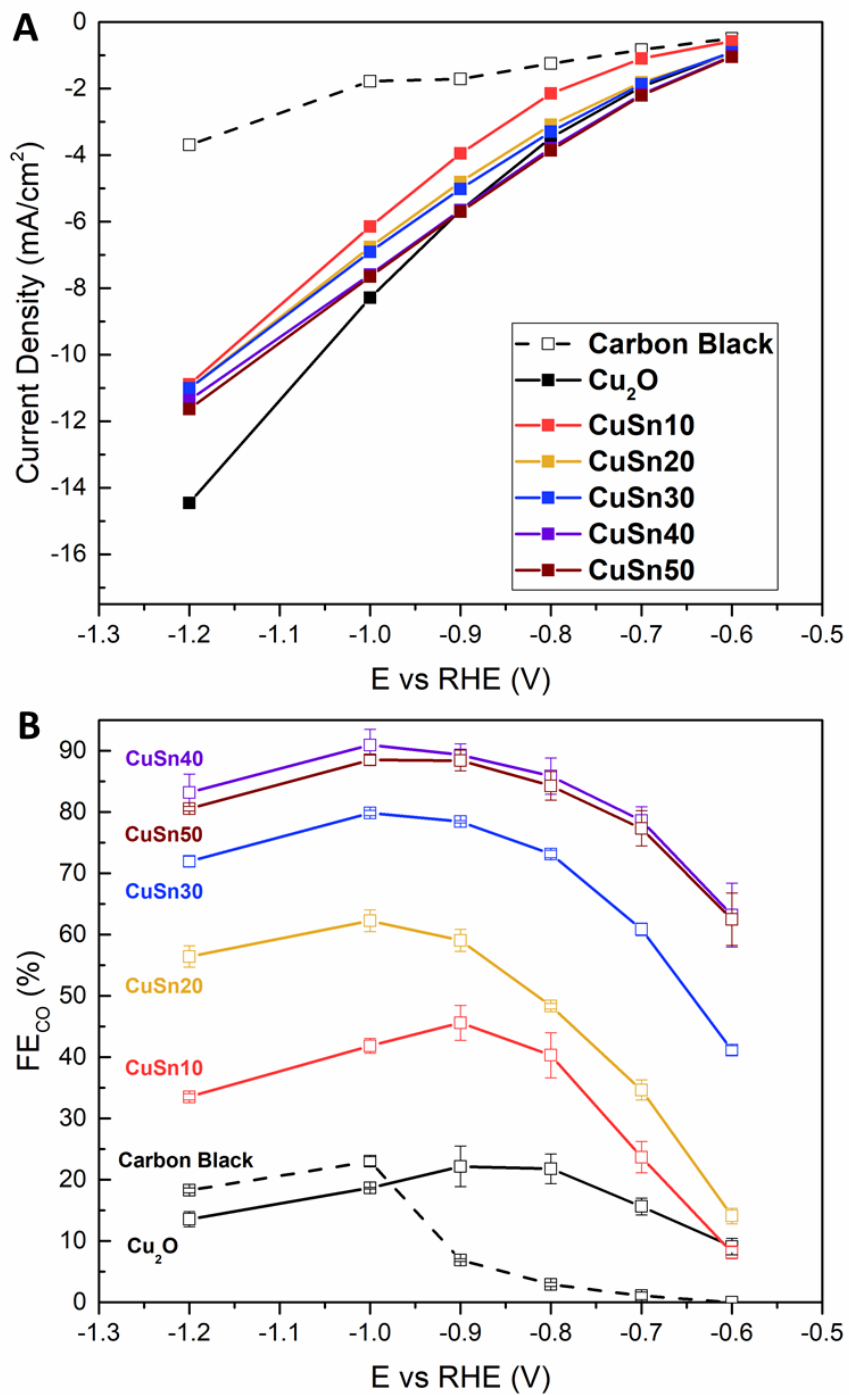 A
0
-2
-4
-6
-8
-10
-12
-14
-16
Current Density (mA/cm²)
Carbon Black
Cu₂O
CuSn10
CuSn20
CuSn30
CuSn40
CuSn50
-1.3 -1.2 -1.1 -1.0 -0.9 -0.8 -0.7 -0.6 -0.5
E vs RHE (V)
B
90
80
70
60
50
40
30
20
10
0
FE_CO (%)
CuSn40
CuSn50
CuSn30
CuSn20
CuSn10
Carbon Black
Cu₂O
-1.3 -1.2 -1.1 -1.0 -0.9 -0.8 -0.7 -0.6 -0.5
E vs RHE (V)